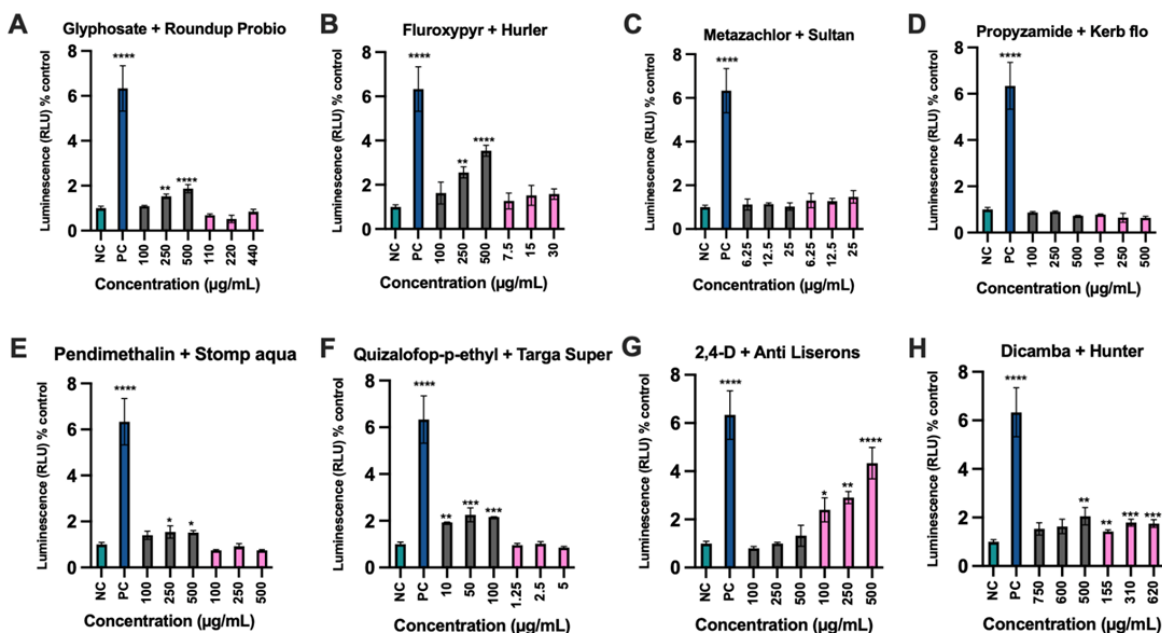 A
Glyphosate + Roundup Probio
Luminescence (RLU) % control
8
6
4
2
0
****
**
****
NC PC 100 250 500 110 220 440
Concentration (µg/mL)
B
Fluroxypyr + Hurler
Luminescence (RLU) % control
8
6
4
2
0
****
**
****
NC PC 100 250 500 7.5 15 30
Concentration (µg/mL)
C
Metazachlor + Sultan
Luminescence (RLU) % control
8
6
4
2
0
****
NC PC 6.25 12.5 25 6.25 12.5 25
Concentration (µg/mL)
D
Propyzamide + Kerb flo
Luminescence (RLU) % control
8
6
4
2
0
****
NC PC 100 250 500 100 250 500
Concentration (µg/mL)
E
Pendimethalin + Stomp aqua
Luminescence (RLU) % control
8
6
4
2
0
****
*
*
NC PC 100 250 500 100 250 500
Concentration (µg/mL)
F
Quizalofop-p-ethyl + Targa Super
Luminescence (RLU) % control
8
6
4
2
0
****
**
***
***
NC PC 10 50 100 1.25 2.5 5
Concentration (µg/mL)
G
2,4-D + Anti Liserons
Luminescence (RLU) % control
8
6
4
2
0
****
*
**
****
NC PC 100 250 500 100 250 500
Concentration (µg/mL)
H
Dicamba + Hunter
Luminescence (RLU) % control
8
6
4
2
0
****
**
**
***
***
NC PC 750 600 500 155 310 620
Concentration (µg/mL)